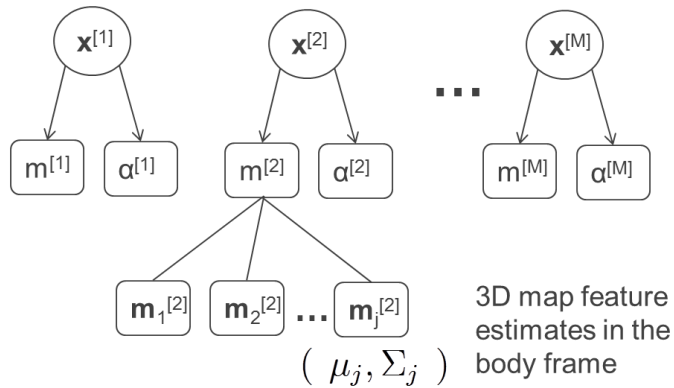 x[1] x[2] ... x[M]
m[1] α[1] m[2] α[2] m[M] α[M]
m1[2] m2[2] ... mj[2]
3D map feature
estimates in the
body frame
( μj, Σj )